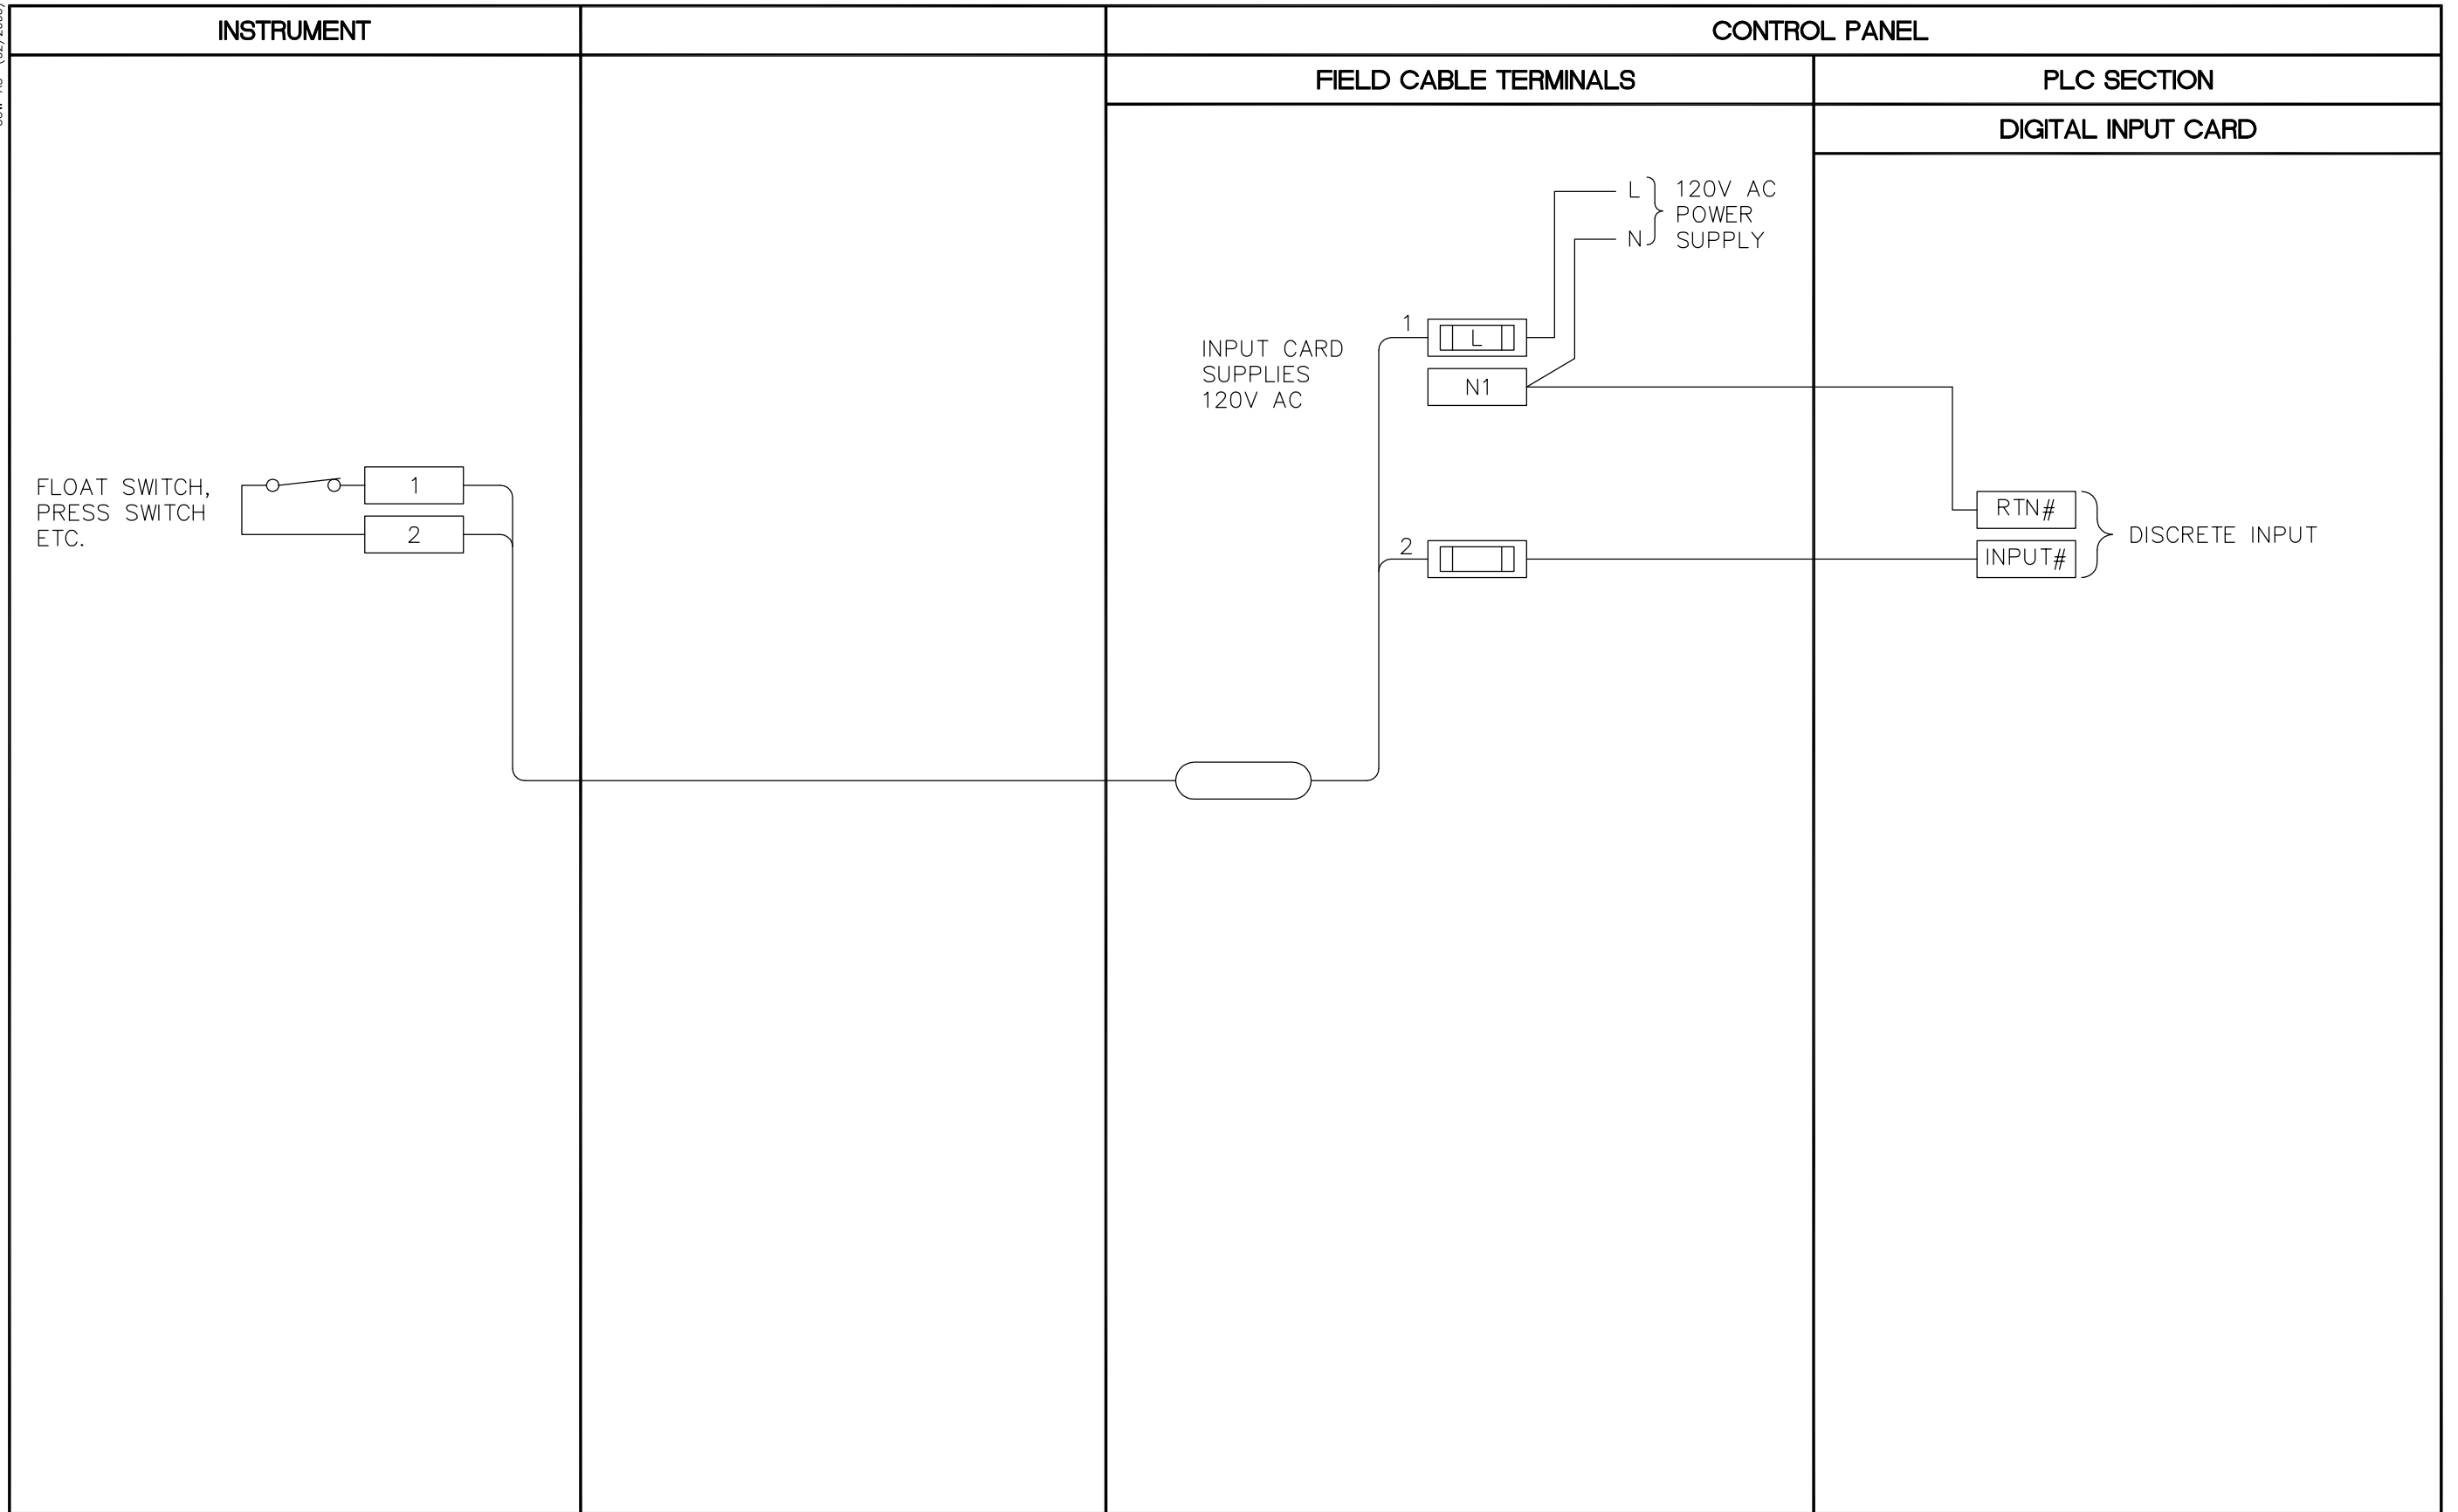 INSTRUMENT
CONTROL PANEL
FIELD CABLE TERMINALS
PLC SECTION
DIGITAL INPUT CARD
L
N
120V AC
POWER
SUPPLY
1
L
INPUT CARD
SUPPLIES
120V AC
N1
FLOAT SWITCH,
PRESS SWITCH
ETC.
1
2
2
RTN#
INPUT#
DISCRETE INPUT